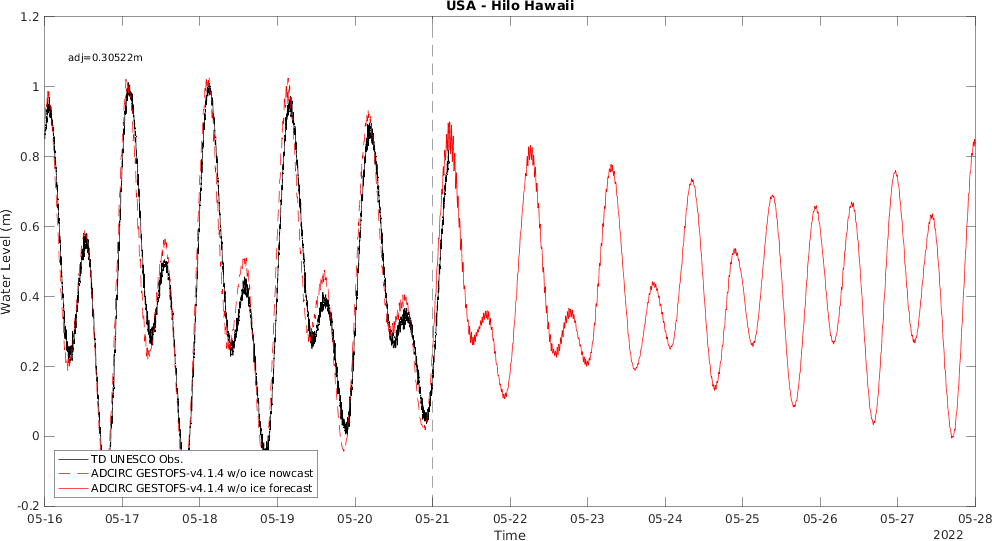 USA - Hilo Hawaii
1.2
adj=0.30522m
1
0.8
0.6
0.4
0.2
0
-0.2
Water Level (m)
TD UNESCO Obs.
ADCIRC GESTOFS-v4.1.4 w/o ice nowcast
ADCIRC GESTOFS-v4.1.4 w/o ice forecast
05-16 05-17 05-18 05-19 05-20 05-21 05-22 05-23 05-24 05-25 05-26 05-27 05-28
Time
2022